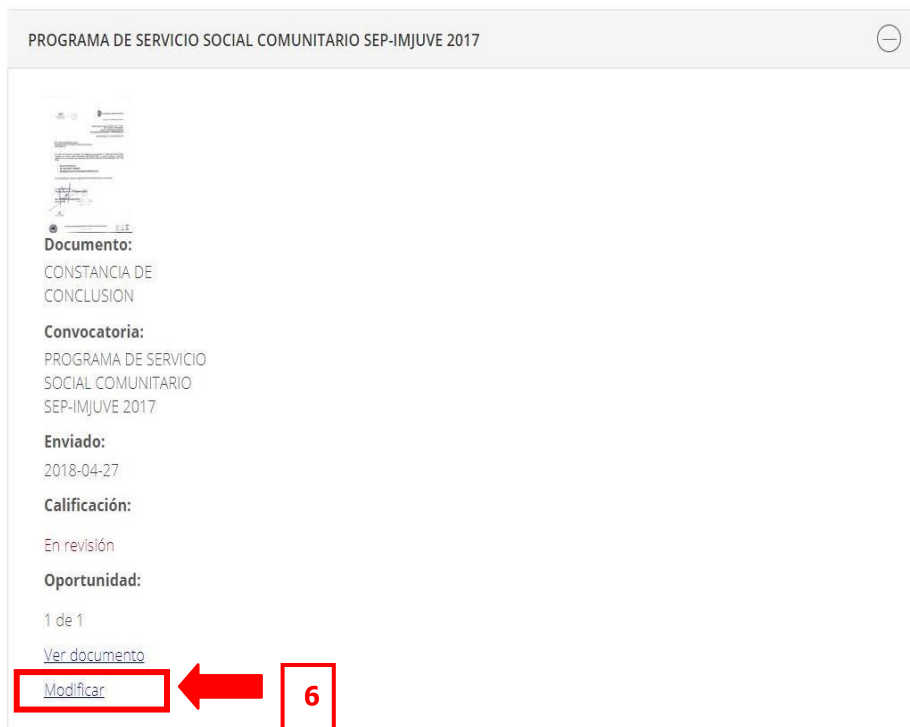 PROGRAMA DE SERVICIO SOCIAL COMUNITARIO SEP-IMJUVE 2017
Documento:
CONSTANCIA DE
CONCLUSION
Convocatoria:
PROGRAMA DE SERVICIO
SOCIAL COMUNITARIO
SEP-IMJUVE 2017
Enviado:
2018-04-27
Calificación:
En revisión
Oportunidad:
1 de 1
Ver documento
Modificar
6